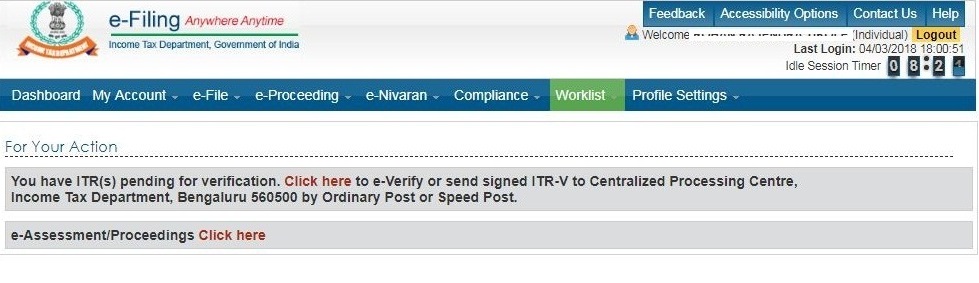 Feedback Accessibility Options Contact Us Help
e-Filing Anywhere Anytime
Income Tax Department, Government of India
INCOME TAX DEPARTMENT
Welcome (Individual) Logout
Last Login: 04/03/2018 18:00:51
Idle Session Timer 0 8 : 2
Dashboard My Account e-File e-Proceeding e-Nivaran Compliance Worklist Profile Settings
For Your Action
You have ITR(s) pending for verification. Click here to e-Verify or send signed ITR-V to Centralized Processing Centre,
Income Tax Department, Bengaluru 560500 by Ordinary Post or Speed Post.
e-Assessment/Proceedings Click here